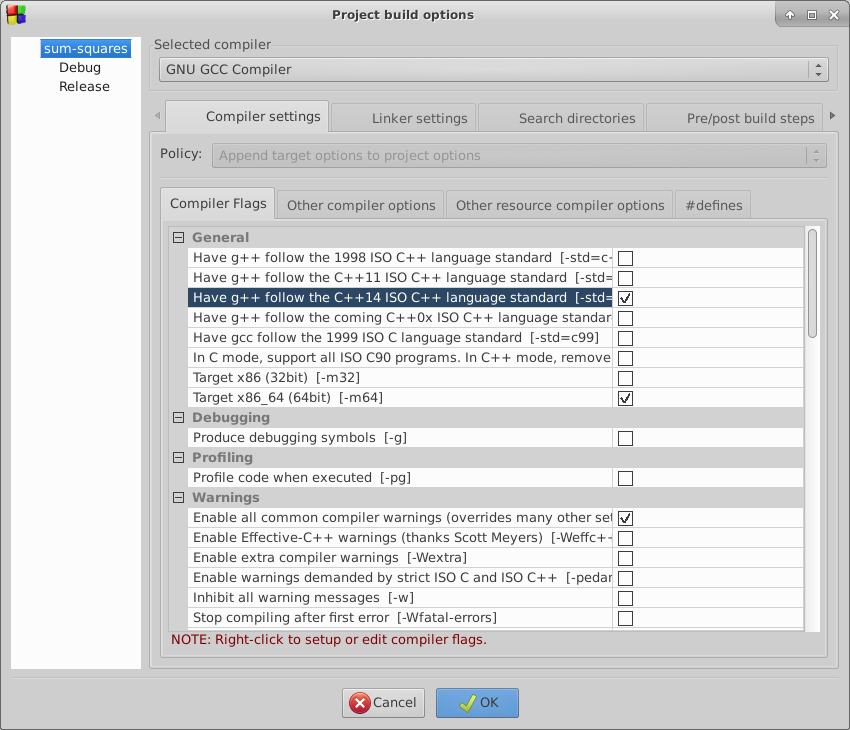 Project build options
sum-squares
Debug
Release
Selected compiler
GNU GCC Compiler
Compiler settings
Linker settings
Search directories
Pre/post build steps
Policy:
Append target options to project options
Compiler Flags
Other compiler options
Other resource compiler options
#defines
General
Have g++ follow the 1998 ISO C++ language standard [-std=c-
Have g++ follow the C++11 ISO C++ language standard [-std=
Have g++ follow the C++14 ISO C++ language standard [-std=
Have g++ follow the coming C++0x ISO C++ language standar
Have gcc follow the 1999 ISO C language standard [-std=c99]
In C mode, support all ISO C90 programs. In C++ mode, remove
Target x86 (32bit) [-m32]
Target x86_64 (64bit) [-m64]
Debugging
Produce debugging symbols [-g]
Profiling
Profile code when executed [-pg]
Warnings
Enable all common compiler warnings (overrides many other set
Enable Effective-C++ warnings (thanks Scott Meyers) [-Weffc+-
Enable extra compiler warnings [-Wextra]
Enable warnings demanded by strict ISO C and ISO C++ [-pedar
Inhibit all warning messages [-w]
Stop compiling after first error [-Wfatal-errors]
NOTE: Right-click to setup or edit compiler flags.
Cancel
OK